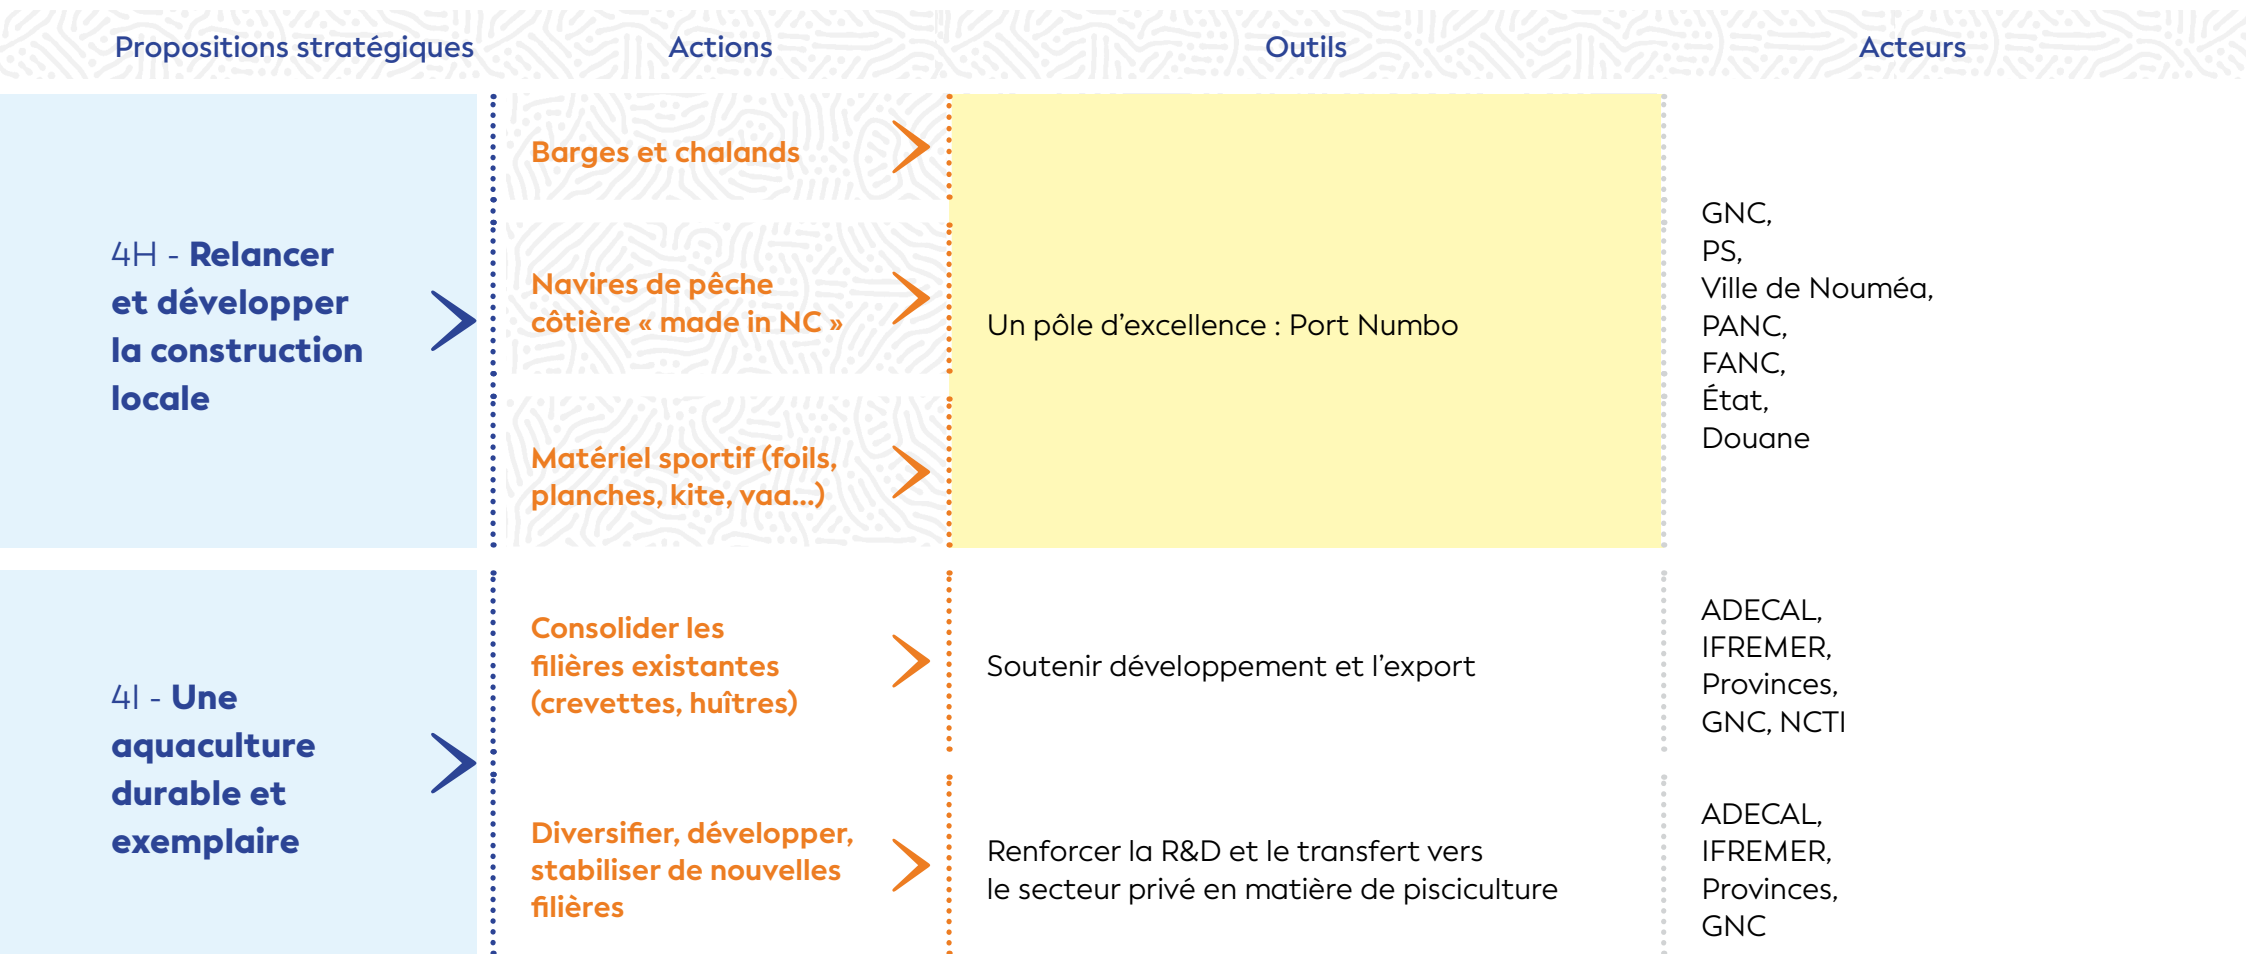 Propositions stratégiques
Actions
Outils
Acteurs
4H - Relancer
et développer
la construction
locale
Barges et chalands
Navires de pêche
côtière « made in NC »
Matériel sportif (foils,
planches, kite, vaa...)
Un pôle d'excellence : Port Numbo
GNC,
PS,
Ville de Nouméa,
PANC,
FANC,
État,
Douane
4I - Une
aquaculture
durable et
exemplaire
Consolider les
filières existantes
(crevettes, huîtres)
Soutenir développement et l'export
ADECAL,
IFREMER,
Provinces,
GNC, NCTI
Diversifier, développer,
stabiliser de nouvelles
filières
Renforcer la R&D et le transfert vers
le secteur privé en matière de pisciculture
ADECAL,
IFREMER,
Provinces,
GNC